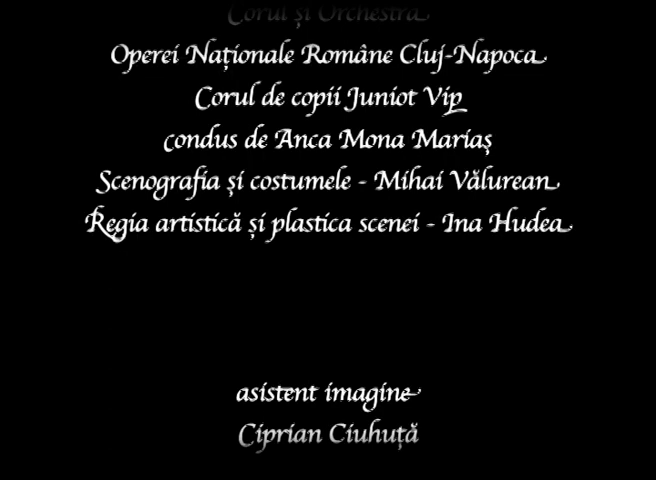 Corul și Orchestra
Operei Naționale Române Cluj-Napoca
Corul de copii Juniot Vip
condus de Anca Mona Mariaș
Scenografia și costumele - Mihai Vălurean
Regia artistică și plastica scenei - Ina Hudea
asistent imagine
Ciprian Ciuhuță